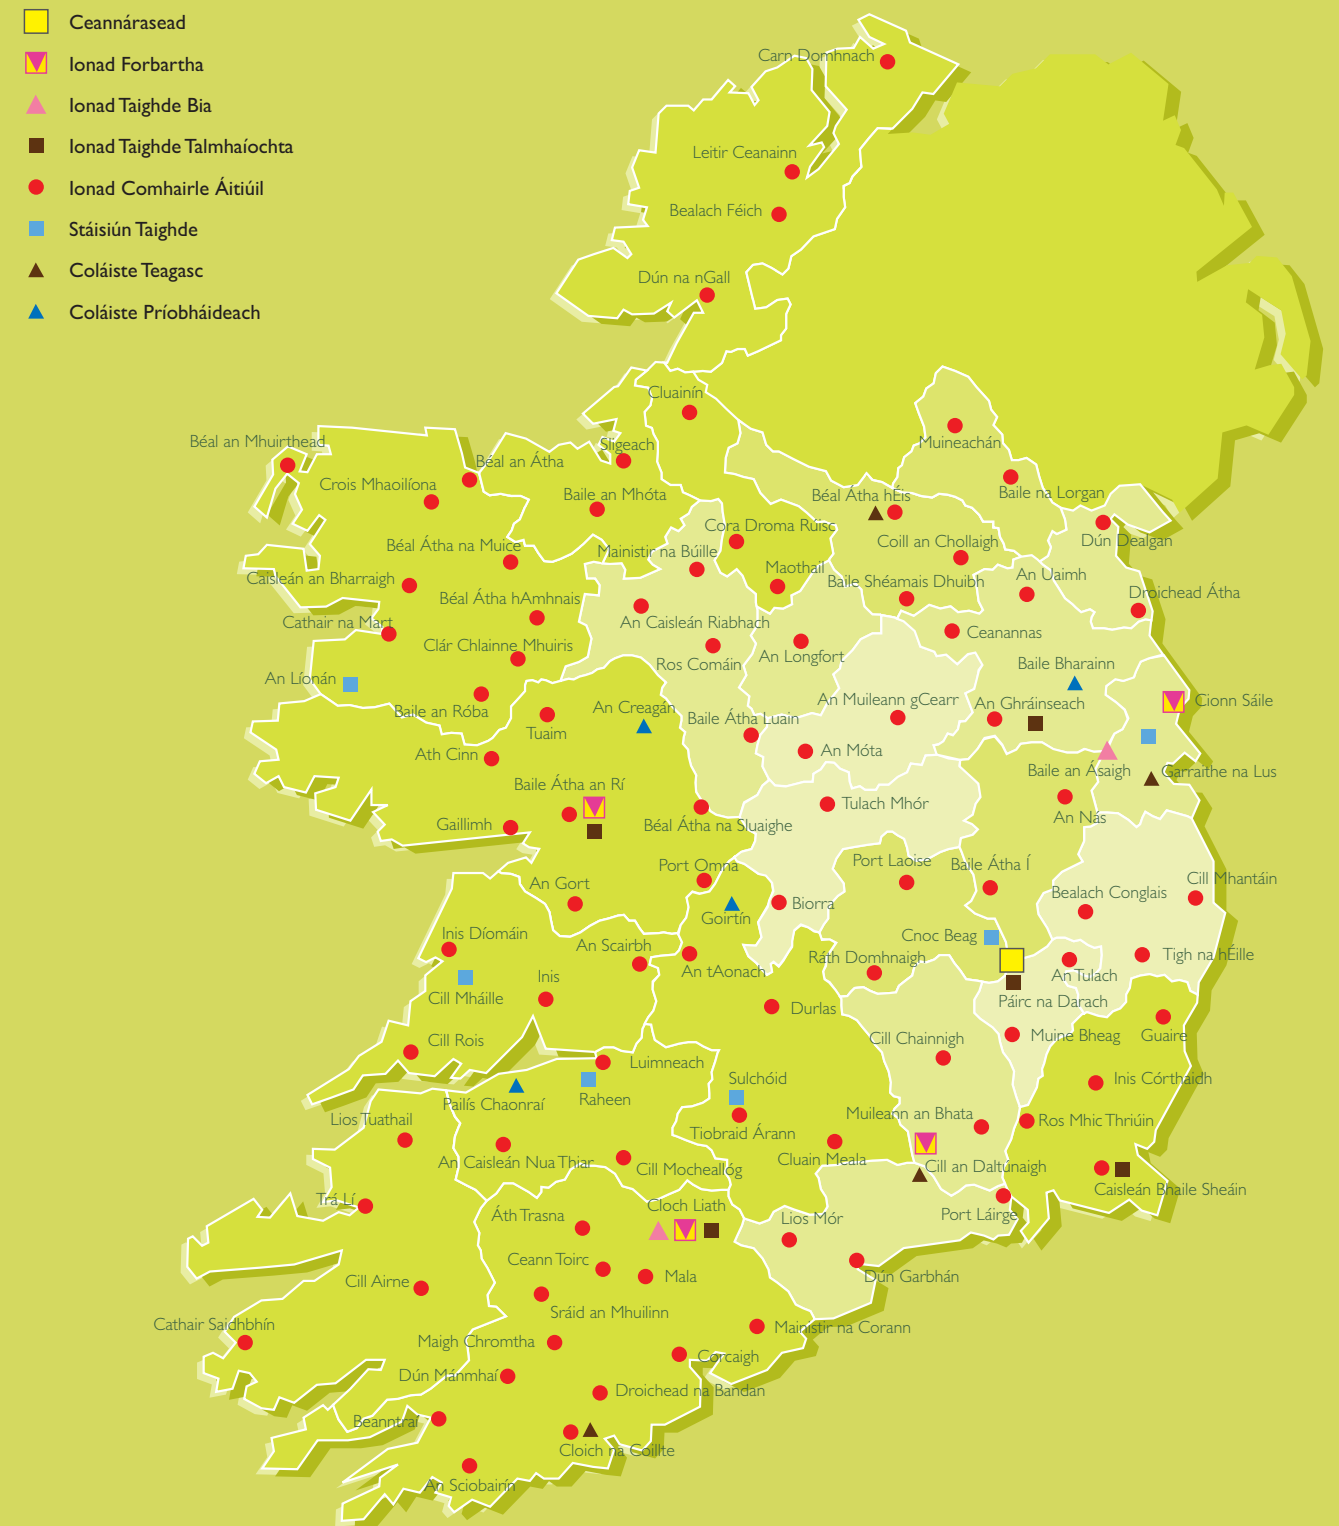 Ceannárasead
Ionad Forbartha
Ionad Taighde Bia
Ionad Taighde Talmhaíochta
Ionad Comhairle Áitiúil
Stáisiún Taighde
Coláiste Teagasc
Coláiste Príobháideach
Carn Domhnach
Leitir Ceanainn
Bealach Féich
Dún na nGall
Cluainín
Sligeach
Béal an Mhuirthead
Béal an Átha
Crois Mhaoilíona
Baile an Mhóta
Muineachán
Baile na Lorgan
Béal Átha hÉis
Cora Droma Rúisc
Coill an Chollaigh
Dún Dealgan
Béal Átha na Muice
Mainistir na Búille
Maothail
Caisleán an Bharraigh
Baile Shéamais Dhuibh
An Uaimh
Droichead Átha
Béal Átha hAmhnais
Cathair na Mart
An Caisleán Riabhach
Ceanannas
Clár Chlainne Mhuiris
Ros Comáin
An Longfort
Baile Bharainn
An Líonán
Baile an Róba
An Creagán
An Muileann gCearr
An Ghráinseach
Cionn Sáile
Baile Átha Luain
Tuaim
Ath Cinn
An Móta
Baile an Ásaigh
Garraithe na Lus
Baile Átha an Rí
Tulach Mhór
An Nás
Gaillimh
Béal Átha na Sluaighe
Port Omna
Port Laoise
Baile Átha Í
An Gort
Bealach Conglais
Cill Mhantáin
Biorra
Goirtín
Inis Díomáin
An Scairbh
Cnoc Beag
Ráth Domhnaigh
Tigh na hÉille
An tAonach
An Tulach
Inis
Cill Mháille
Páirc na Darach
Durlas
Cill Rois
Cill Chainnigh
Muine Bheag
Guaire
Luimneach
Sulchóid
Inis Córthaidh
Pailís Chaonraí
Raheen
Lios Tuathail
Muileann an Bhata
Ros Mhic Thriúin
Tiobraid Árann
Cluain Meala
An Caisleán Nua Thiar
Cill Mocheallóg
Cill an Daltúnaigh
Caisleán Bhaile Sheáin
Trá Lí
Cloch Liath
Áth Trasna
Lios Mór
Port Láirge
Ceann Toirc
Mala
Dún Garbhán
Cill Airne
Sráid an Mhuilinn
Cathair Saidhbhín
Mainistir na Corann
Maigh Chromtha
Corcaigh
Dún Mánmhaí
Droichead na Bandan
Beanntraí
Cloich na Coillte
An Sciobairín